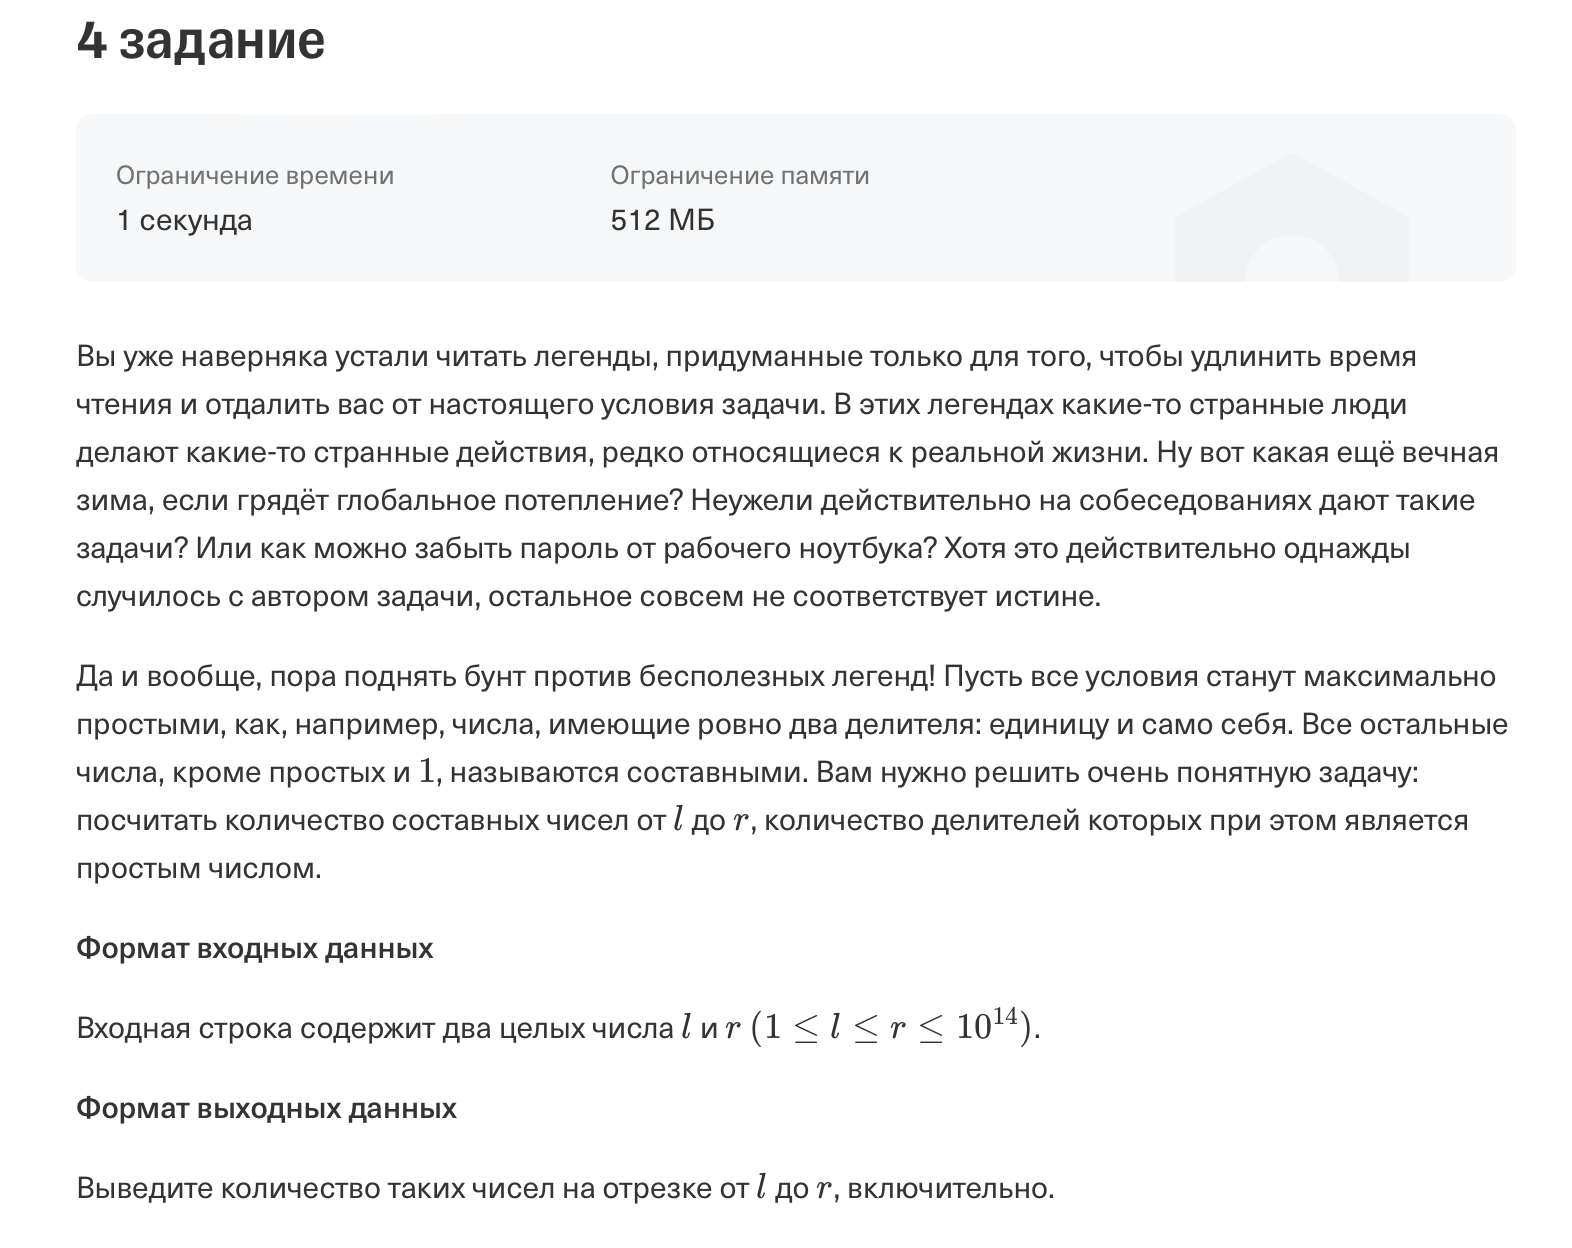 4 задание
Ограничение времени
Ограничение памяти
1 секунда
512 МБ
Вы уже наверняка устали читать легенды, придуманные только для того, чтобы удлинить время
чтения и отдалить вас от настоящего условия задачи. В этих легендах какие-то странные люди
делают какие-то странные действия, редко относящиеся к реальной жизни. Ну вот какая ещё вечная
зима, если грядёт глобальное потепление? Неужели действительно на собеседованиях дают такие
задачи? Или как можно забыть пароль от рабочего ноутбука? Хотя это действительно однажды
случилось с автором задачи, остальное совсем не соответствует истине.
Да и вообще, пора поднять бунт против бесполезных легенд! Пусть все условия станут максимально
простыми, как, например, числа, имеющие ровно два делителя: единицу и само себя. Все остальные
числа, кроме простых и 1, называются составными. Вам нужно решить очень понятную задачу:
посчитать количество составных чисел от l до r, количество делителей которых при этом является
простым числом.
Формат входных данных
Входная строка содержит два целых числа l и r (1 ≤ l ≤ r ≤ 10^14).
Формат выходных данных
Выведите количество таких чисел на отрезке от l до r, включительно.